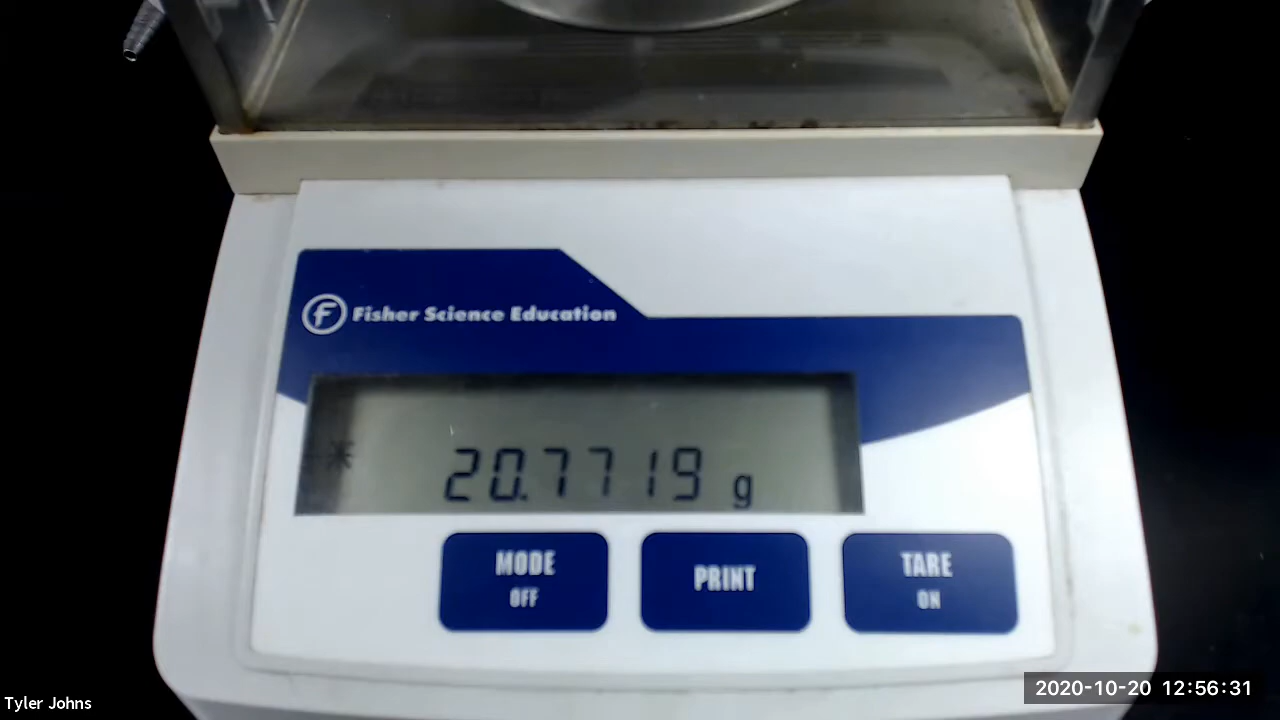 Fisher Science Education
20.7719 g
MODE
OFF
PRINT
TARE
ON
Tyler Johns
2020-10-20 12:56:31